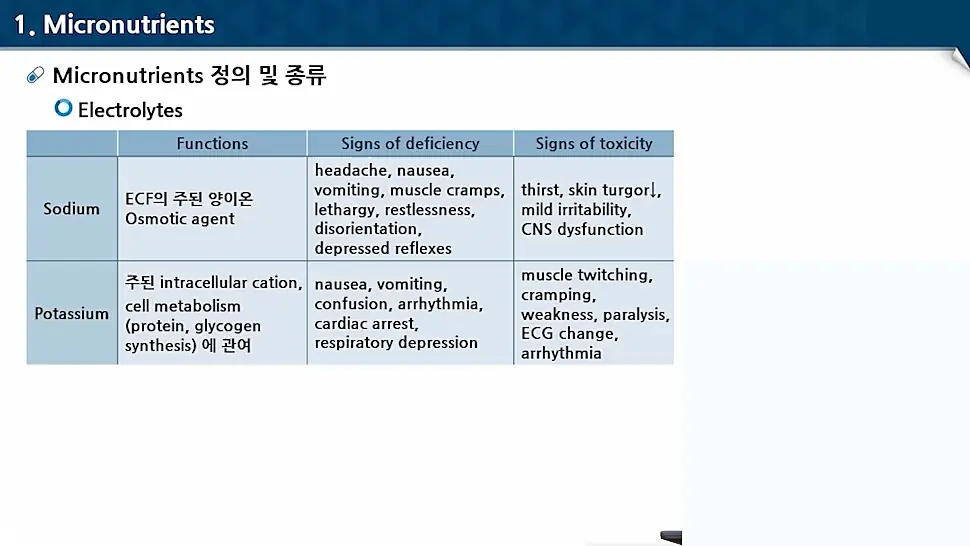 1. Micronutrients
Micronutrients 정의 및 종류
Electrolytes
Functions
Signs of deficiency
Signs of toxicity
Sodium
ECF의 주된 양이온
Osmotic agent
headache, nausea,
vomiting, muscle cramps,
lethargy, restlessness,
disorientation,
depressed reflexes
thirst, skin turgor↓,
mild irritability,
CNS dysfunction
Potassium
주된 intracellular cation,
cell metabolism
(protein, glycogen
synthesis) 에 관여
nausea, vomiting,
confusion, arrhythmia,
cardiac arrest,
respiratory depression
muscle twitching,
cramping,
weakness, paralysis,
ECG change,
arrhythmia